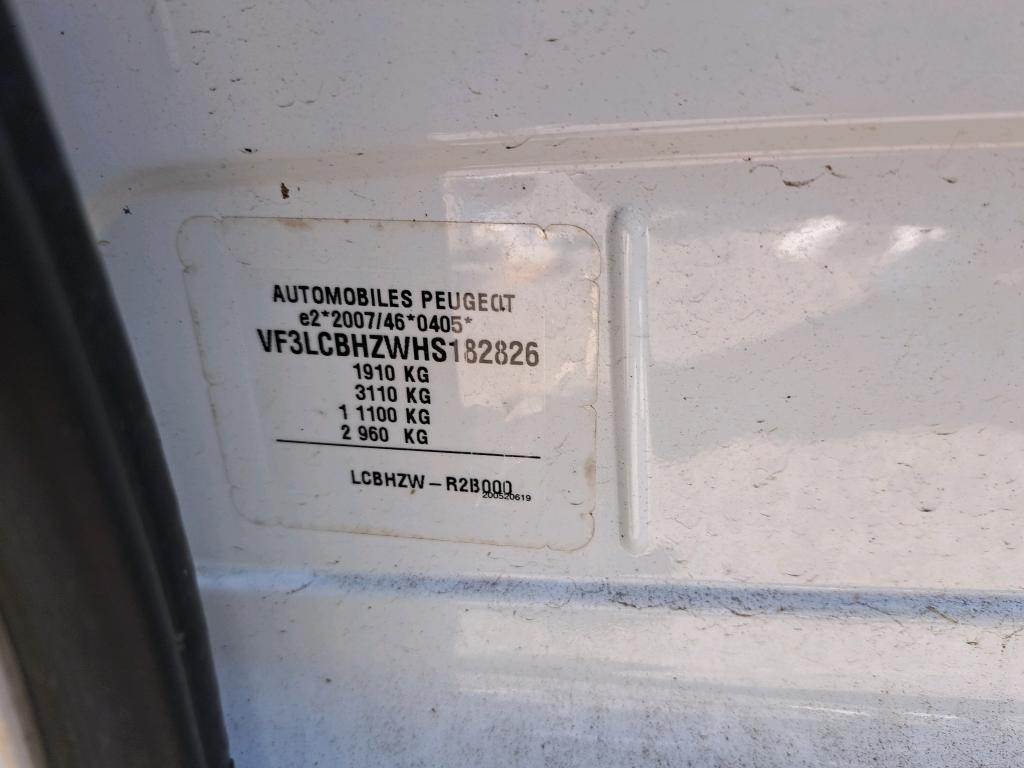 AUTOMOBILES PEUGEOT
e2*2007/46*0405*
VF3LCBHZWHS182826
1910 KG
3110 KG
1 1100 KG
2 960 KG
LCBHZW-R2B000
200520619